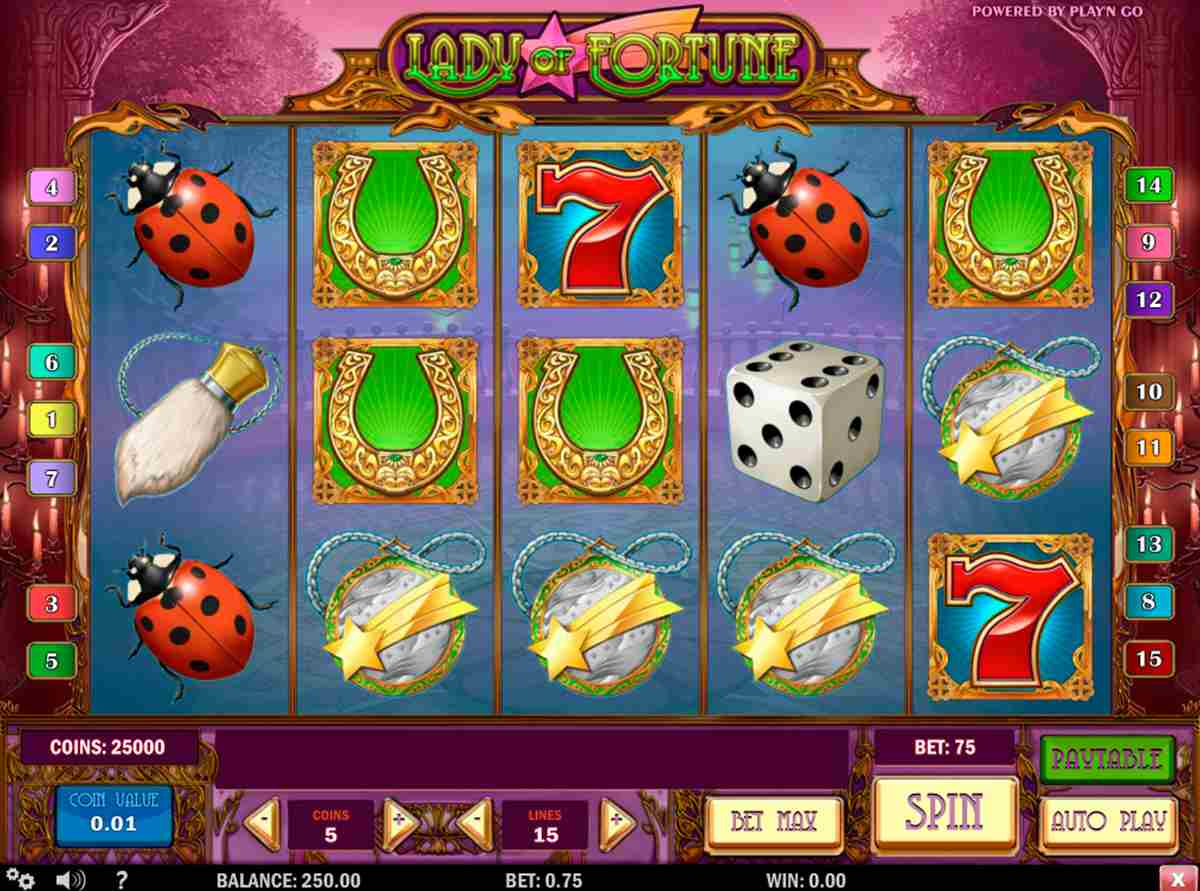 POWERED BY PLAY'N GO
LADY OF FORTUNE
4
2
6
1
7
3
5
7
7
14
9
12
10
11
13
8
15
COINS: 25000
BET: 75
PAYTABLE
COIN VALUE
0.01
-
COINS
5
+
-
LINES
15
+
BET MAX
SPIN
AUTO PLAY
?
BALANCE: 250.00
BET: 0.75
WIN: 0.00
X